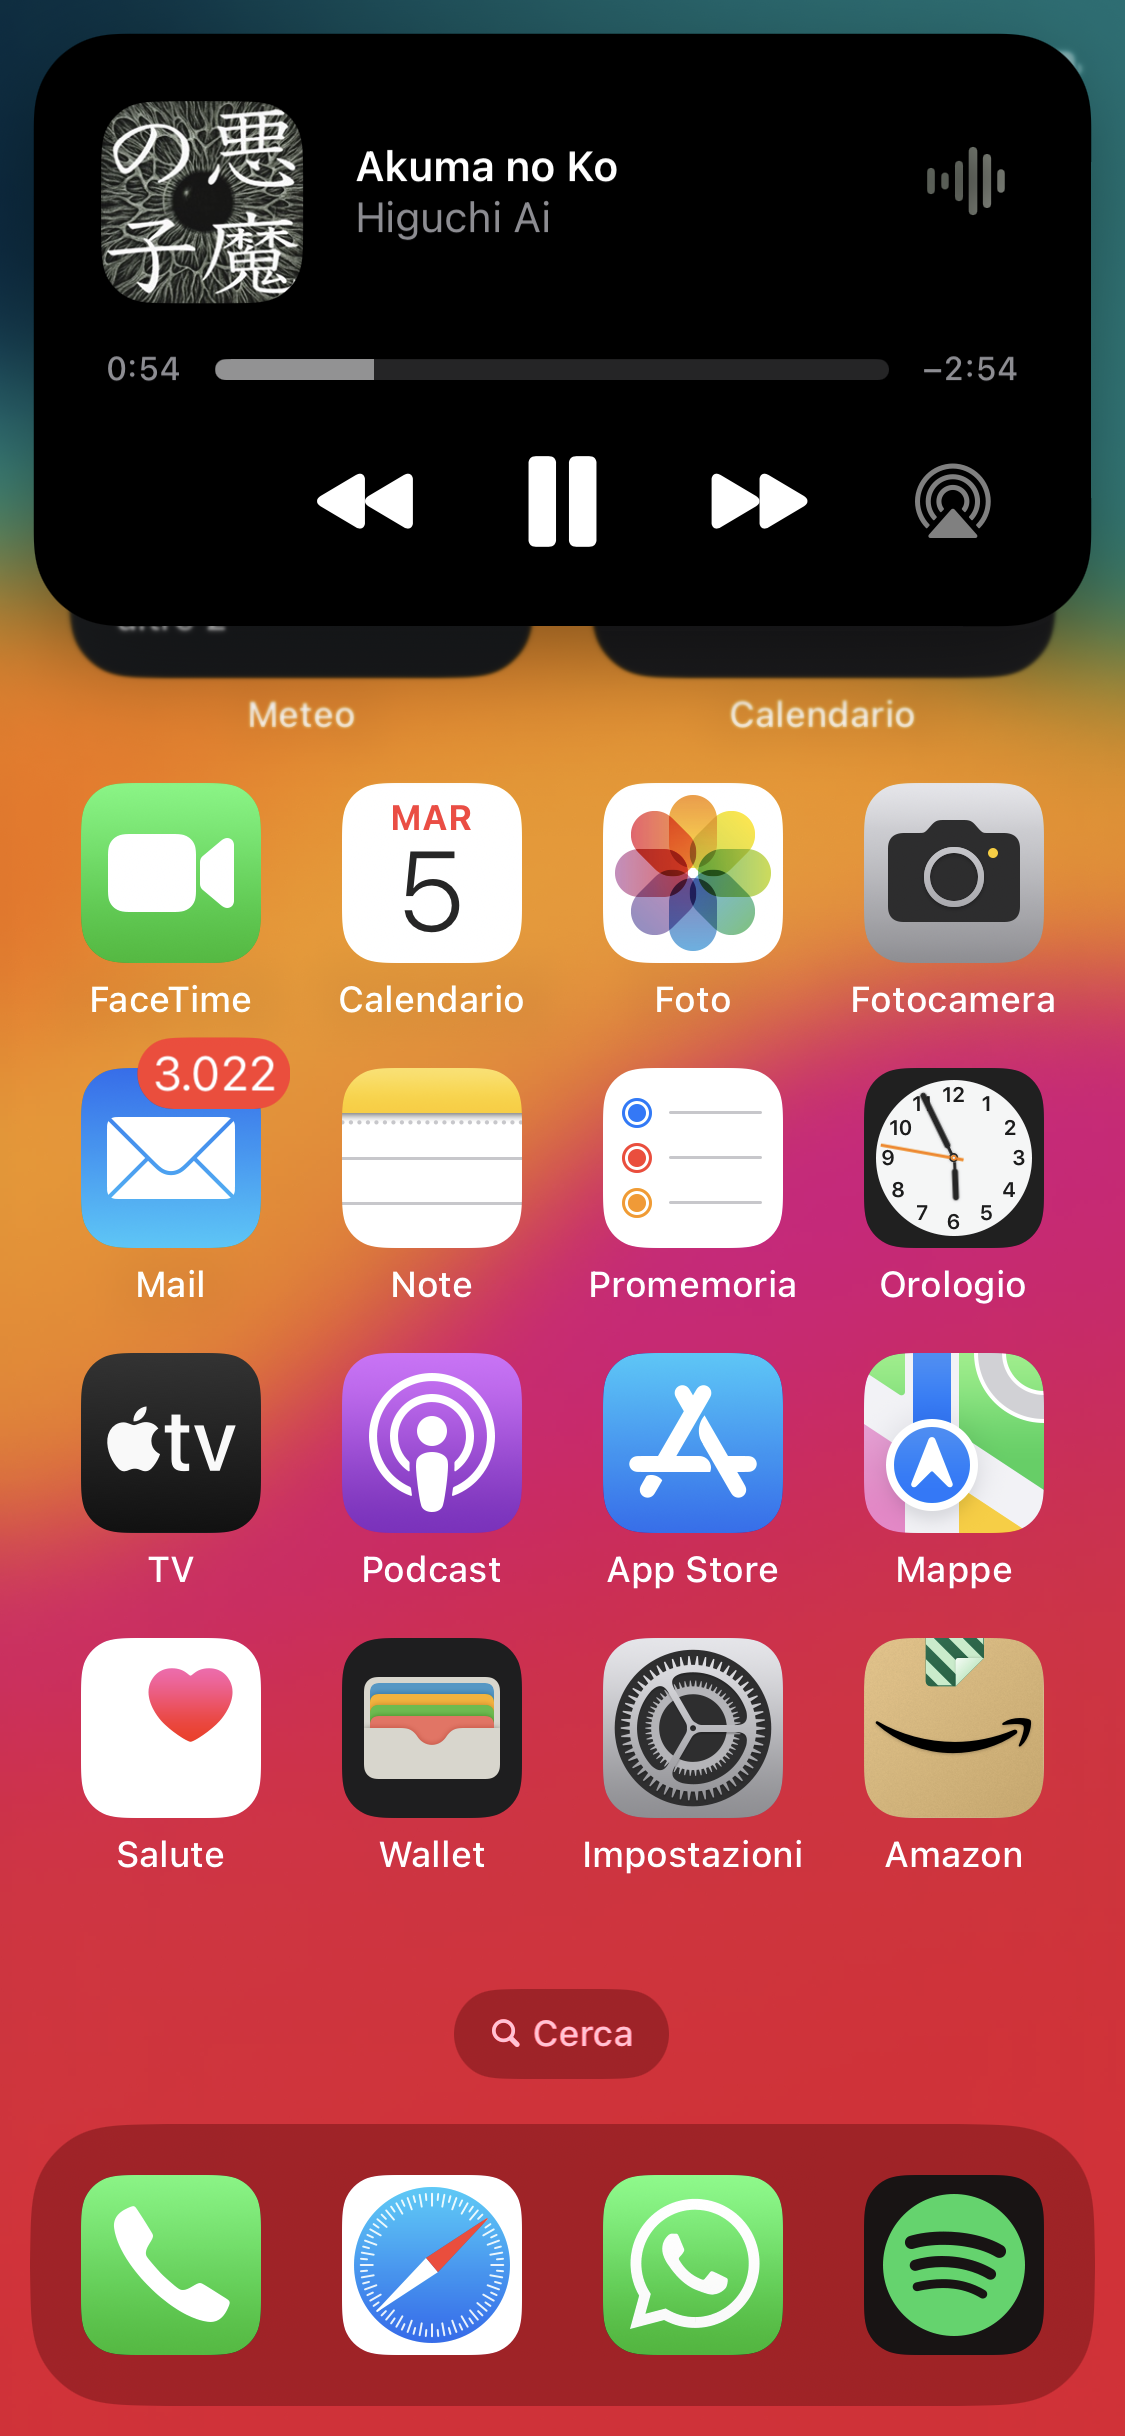 悪魔
の子
Akuma no Ko
Higuchi Ai
0:54
−2:54
altro 2
Meteo
Calendario
MAR
5
FaceTime
Calendario
Foto
Fotocamera
3.022
12
1
2
3
4
5
6
7
8
9
10
11
Mail
Note
Promemoria
Orologio
tv
TV
Podcast
App Store
Mappe
Salute
Wallet
Impostazioni
Amazon
Cerca